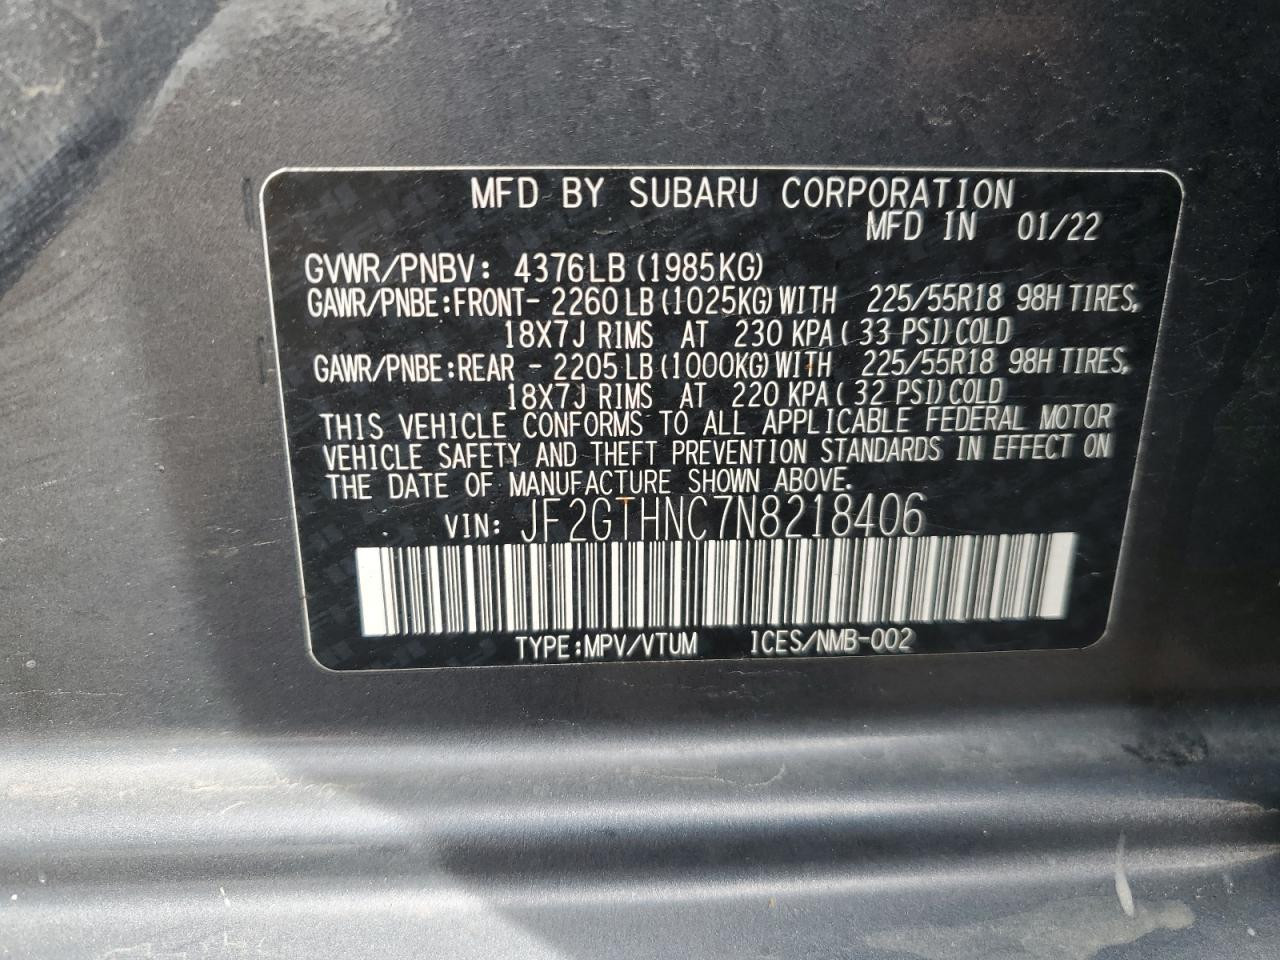 MFD BY SUBARU CORPORATION
MFD IN 01/22
GVWR/PNBV: 4376LB (1985KG)
GAWR/PNBE:FRONT- 2260 LB (1025KG) WITH 225/55R18 98H TIRES,
18X7J RIMS AT 230 KPA ( 33 PSI) COLD
GAWR/PNBE:REAR - 2205 LB (1000KG) WITH 225/55R18 98H TIRES,
18X7J RIMS AT 220 KPA ( 32 PSI) COLD
THIS VEHICLE CONFORMS TO ALL APPLICABLE FEDERAL MOTOR
VEHICLE SAFETY AND THEFT PREVENTION STANDARDS IN EFFECT ON
THE DATE OF MANUFACTURE SHOWN ABOVE.
VIN: JF2GTHNC7N8218406
TYPE:MPV/VTUM ICES/NMB-002